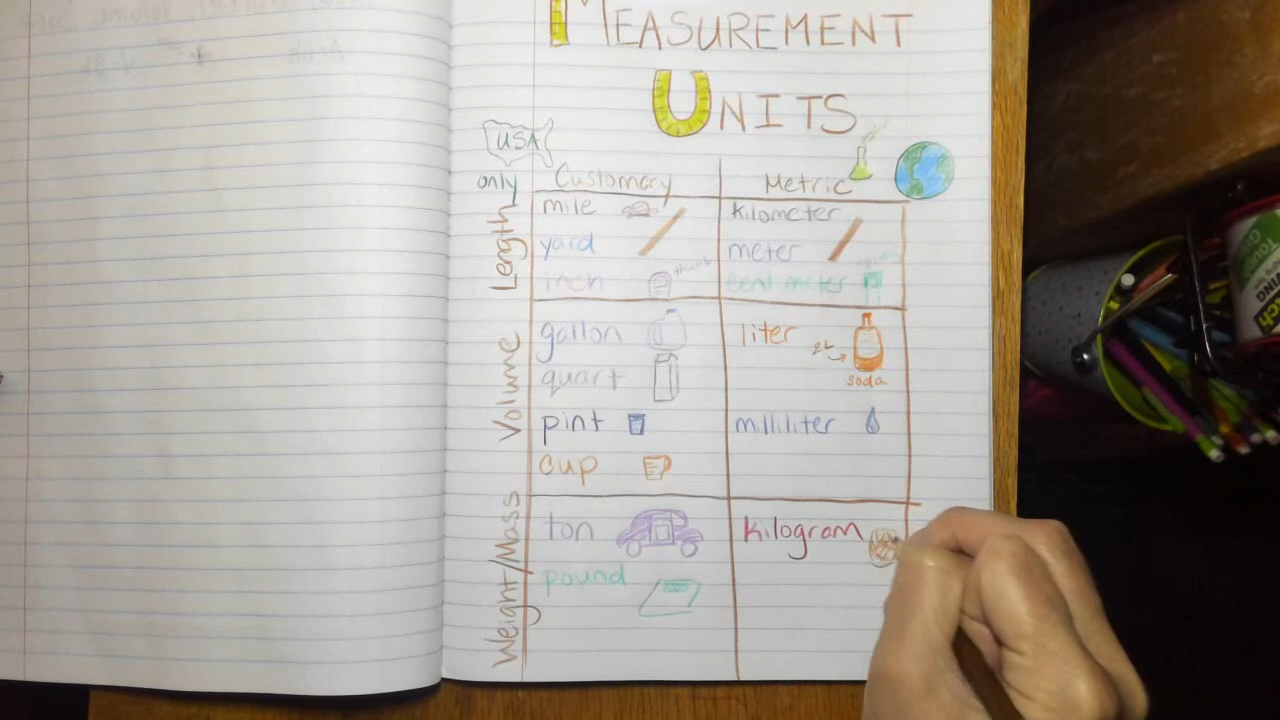 MEASUREMENT
UNITS
USA
only
Customary
Metric
Length
mile
kilometer
yard
meter
inch
thumb
centimeter
Volume
gallon
liter
2L
soda
quart
pint
milliliter
cup
Weight/Mass
ton
kilogram
pound